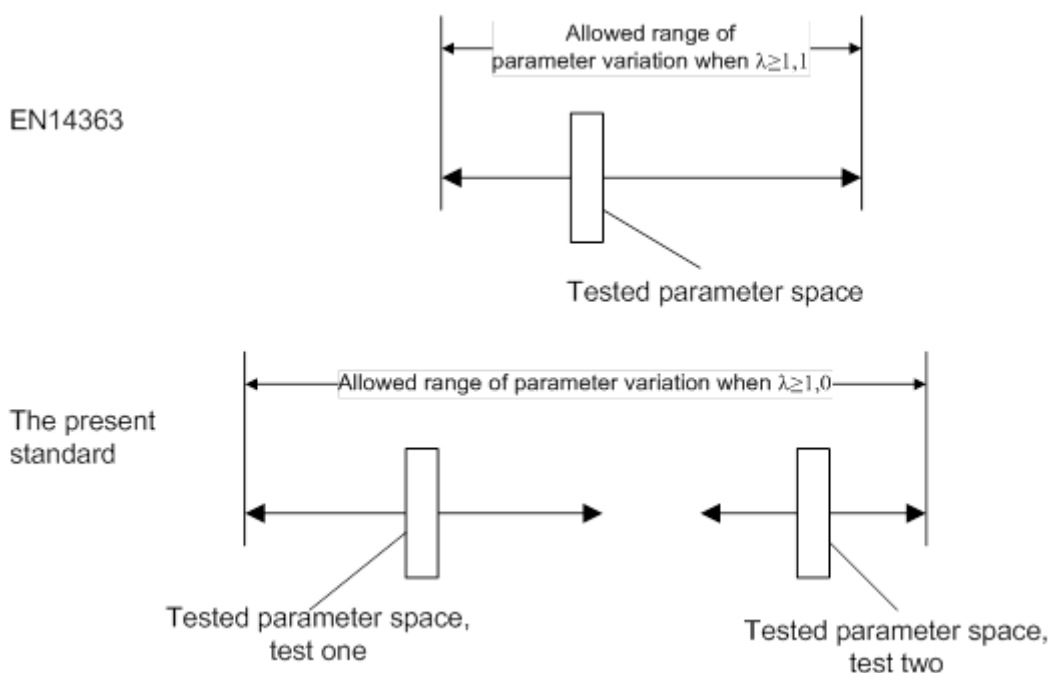 Allowed range of
parameter variation when λ≥1,1
EN14363
Tested parameter space
Allowed range of parameter variation when λ≥1,0
The present
standard
Tested parameter space,
test one
Tested parameter space,
test two